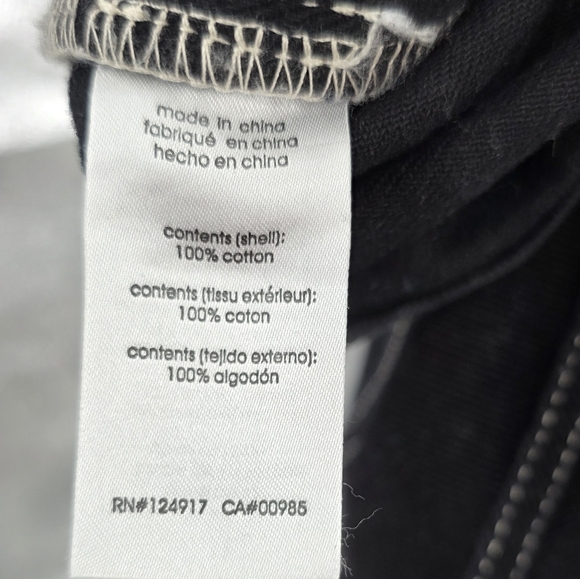 made in china
fabriqué en china
hecho en china
contents (shell):
100% cotton
contents (tissu extérieur):
100% coton
contents (tejido externo):
100% algodón
RN#124917 CA#00985